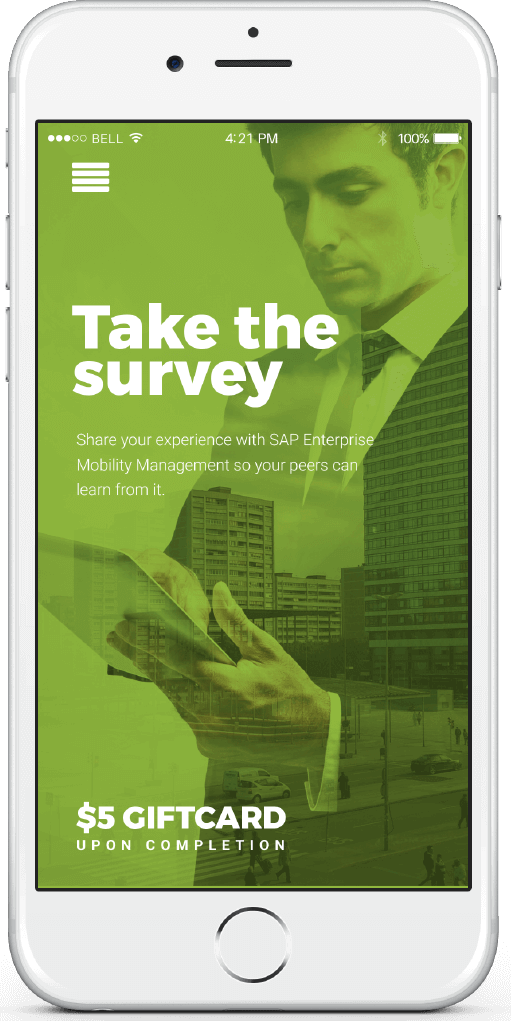 BELL 4:21 PM 100%
Take the
survey
Share your experience with SAP Enterprise
Mobility Management so your peers can
learn from it.
$5 GIFTCARD
UPON COMPLETION